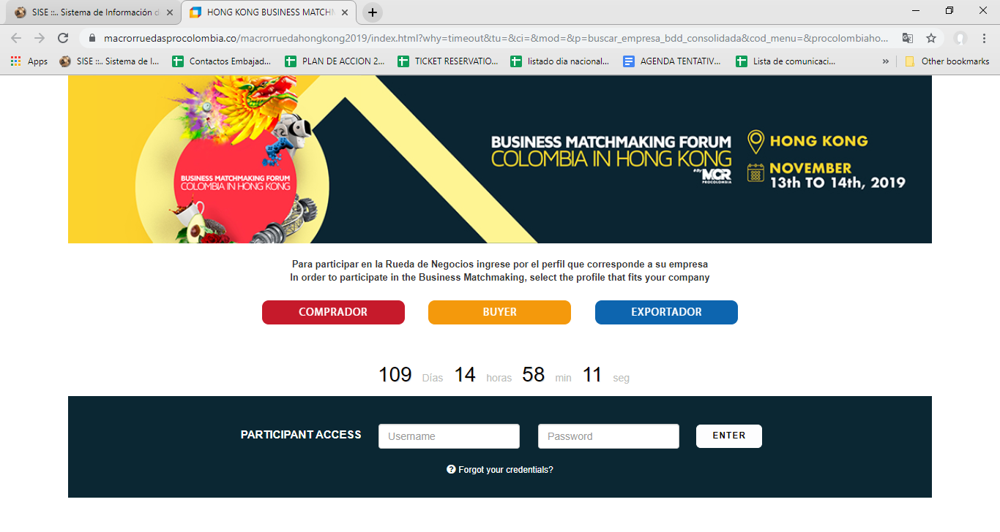 SISE ::.. Sistema de Información d
HONG KONG BUSINESS MATCHM
macrorruedasprocolombia.co/macrorruedahongkong2019/index.html?why=timeout&tu=&ci=&mod=&p=buscar_empresa_bdd_consolidada&cod_menu=&procolombiaho...
Apps
SISE ::.. Sistema de I...
Contactos Embajad...
PLAN DE ACCION 2...
TICKET RESERVATIO...
listado dia nacional...
AGENDA TENTATIV...
Lista de comunicaci...
»
Other bookmarks
BUSINESS MATCHMAKING FORUM
COLOMBIA IN HONG KONG
BUSINESS MATCHMAKING FORUM
COLOMBIA IN HONG KONG
MCR
PROCOLOMBIA
HONG KONG
NOVEMBER
13th TO 14th, 2019
Para participar en la Rueda de Negocios ingrese por el perfil que corresponde a su empresa
In order to participate in the Business Matchmaking, select the profile that fits your company
COMPRADOR
BUYER
EXPORTADOR
109 Días 14 horas 58 min 11 seg
PARTICIPANT ACCESS
Username
Password
ENTER
Forgot your credentials?